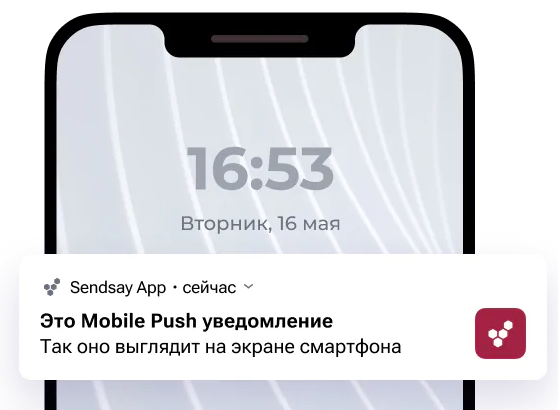 16:53
Вторник, 16 мая
Sendsay App • сейчас
Это Mobile Push уведомление
Так оно выглядит на экране смартфона